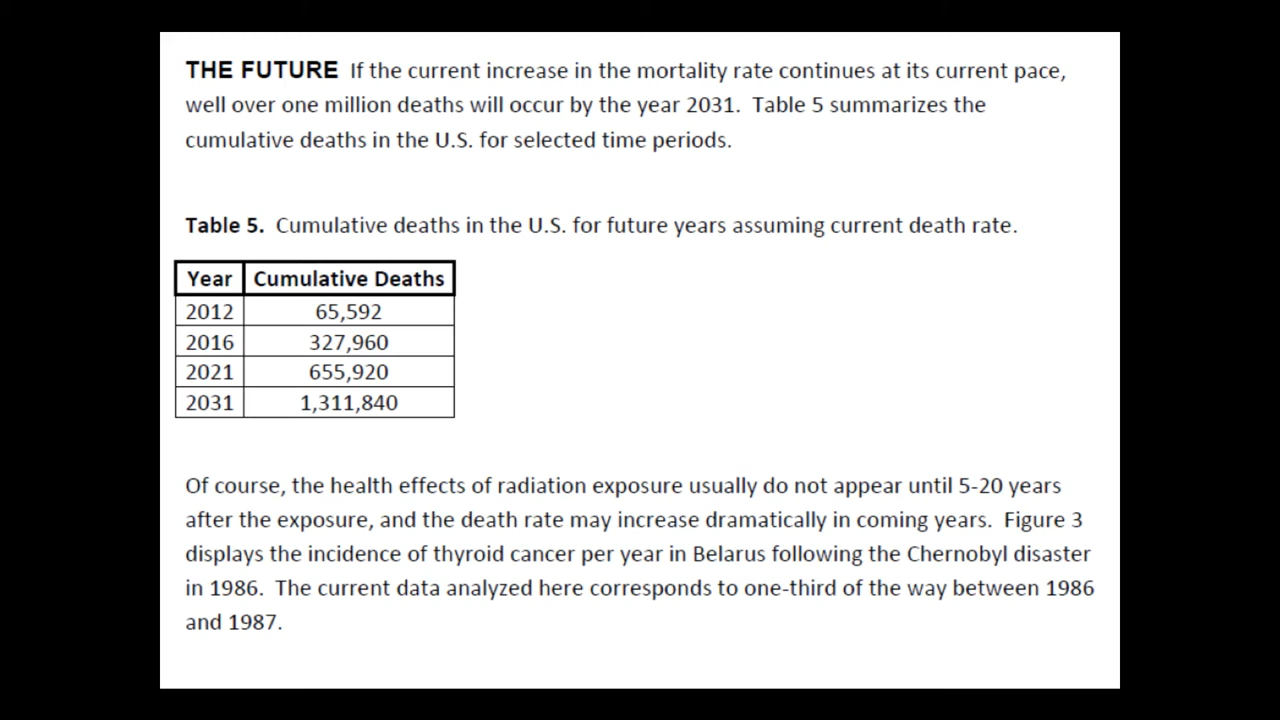 THE FUTURE If the current increase in the mortality rate continues at its current pace,
well over one million deaths will occur by the year 2031. Table 5 summarizes the
cumulative deaths in the U.S. for selected time periods.
Table 5. Cumulative deaths in the U.S. for future years assuming current death rate.
Year Cumulative Deaths
2012 65,592
2016 327,960
2021 655,920
2031 1,311,840
Of course, the health effects of radiation exposure usually do not appear until 5-20 years
after the exposure, and the death rate may increase dramatically in coming years. Figure 3
displays the incidence of thyroid cancer per year in Belarus following the Chernobyl disaster
in 1986. The current data analyzed here corresponds to one-third of the way between 1986
and 1987.